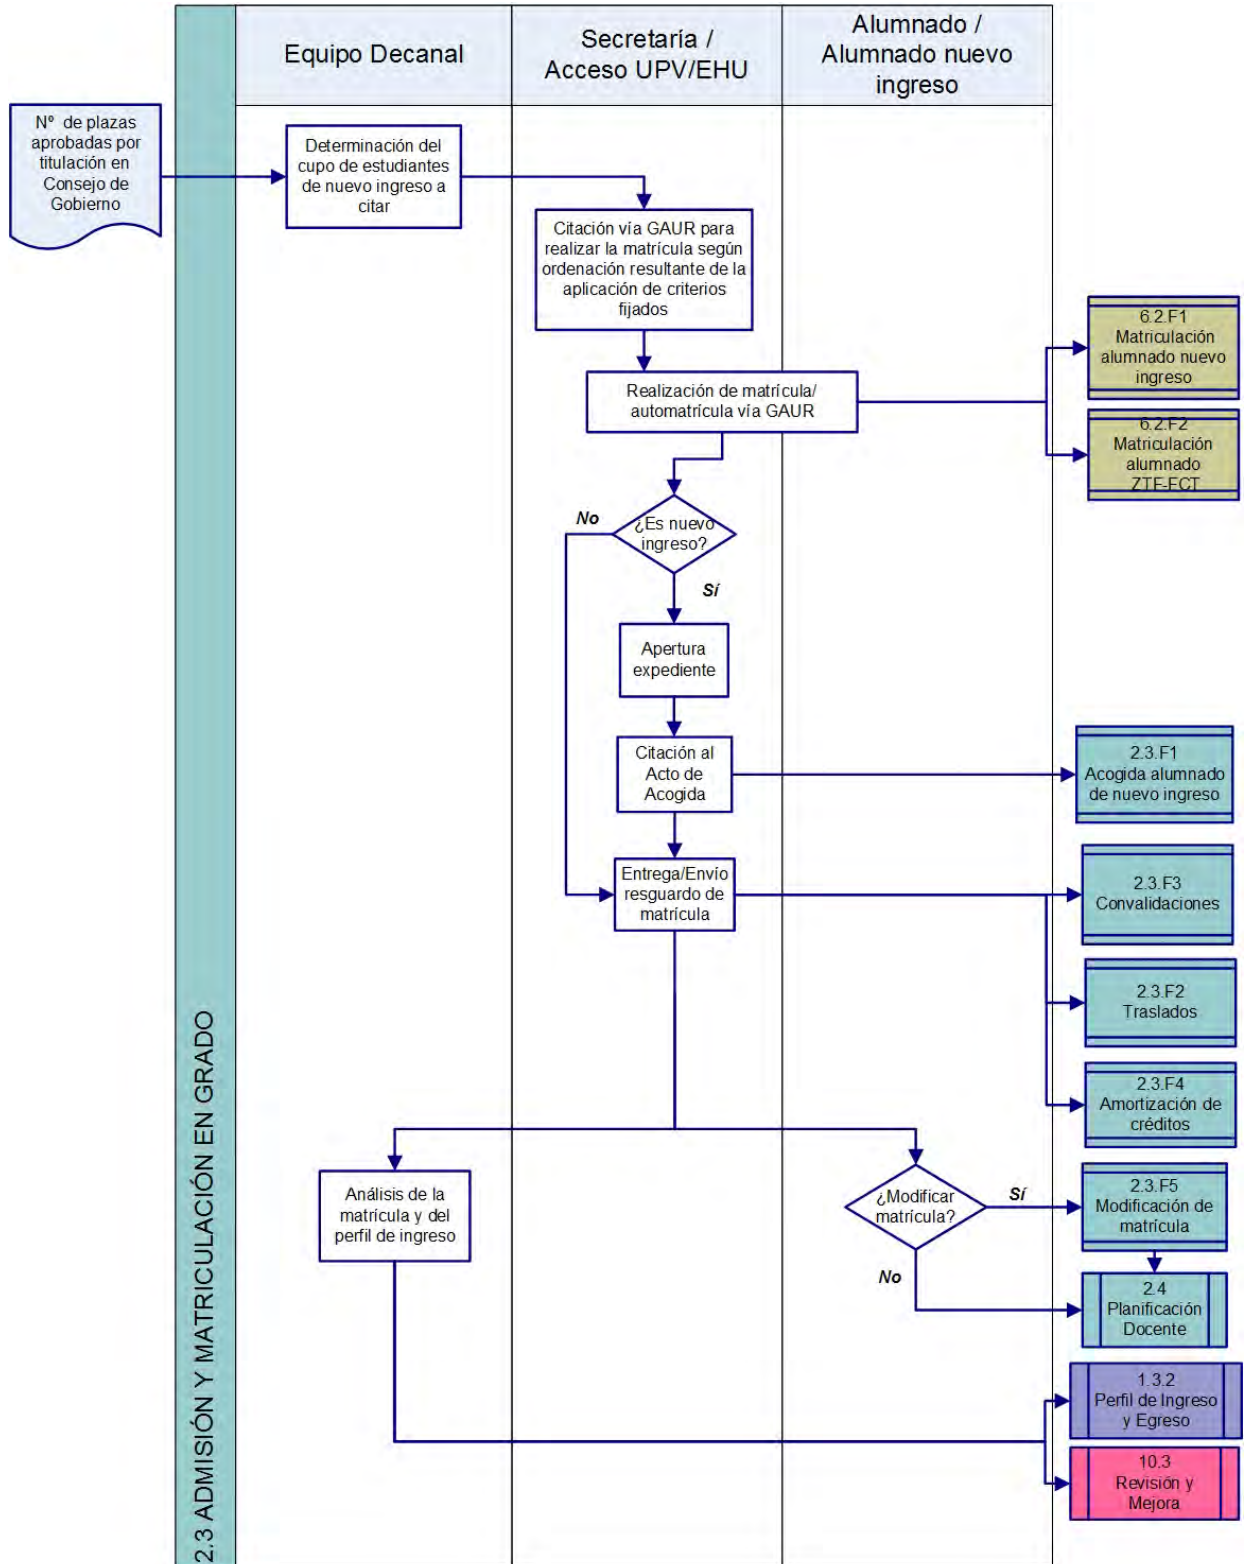 Equipo Decanal
Secretaría /
Acceso UPV/EHU
Alumnado /
Alumnado nuevo
ingreso
Nº de plazas
aprobadas por
titulación en
Consejo de
Gobierno
Determinación del
cupo de estudiantes
de nuevo ingreso a
citar
Citación vía GAUR para
realizar la matrícula según
ordenación resultante de la
aplicación de criterios
fijados
6.2.F1
Matriculación
alumnado nuevo
ingreso
Realización de matrícula/
automatrícula vía GAUR
6.2.F2
Matriculación
alumnado
ZTF-FCT
No
¿Es nuevo
ingreso?
Sí
Apertura
expediente
Citación al
Acto de
Acogida
2.3.F1
Acogida alumnado
de nuevo ingreso
Entrega/Envío
resguardo de
matrícula
2.3.F3
Convalidaciones
2.3.F2
Traslados
2.3.F4
Amortización de
créditos
Análisis de la
matrícula y del
perfil de ingreso
¿Modificar
matrícula?
Sí
2.3.F5
Modificación de
matrícula
No
2.4
Planificación
Docente
1.3.2
Perfil de Ingreso
y Egreso
10.3
Revisión y
Mejora
2.3 ADMISIÓN Y MATRICULACIÓN EN GRADO